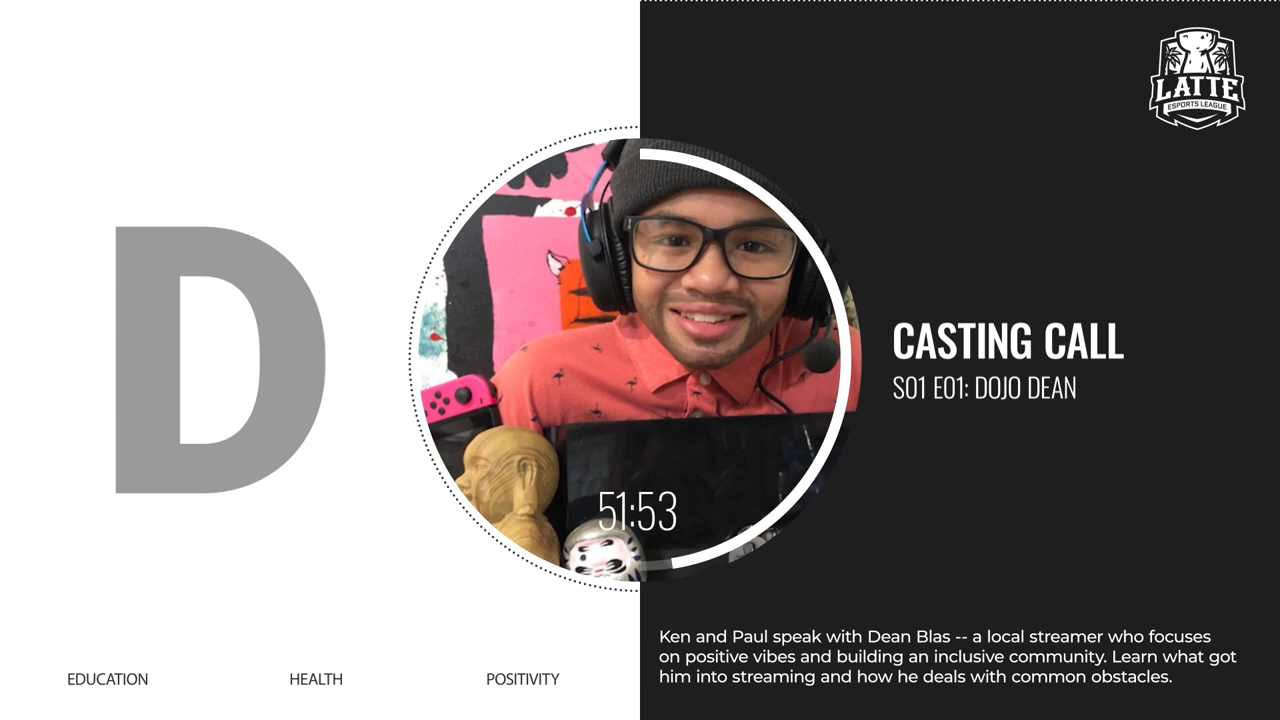 LATTE
ESPORTS LEAGUE
D
CASTING CALL
S01 E01: DOJO DEAN
51:53
Ken and Paul speak with Dean Blas -- a local streamer who focuses
on positive vibes and building an inclusive community. Learn what got
him into streaming and how he deals with common obstacles.
EDUCATION
HEALTH
POSITIVITY